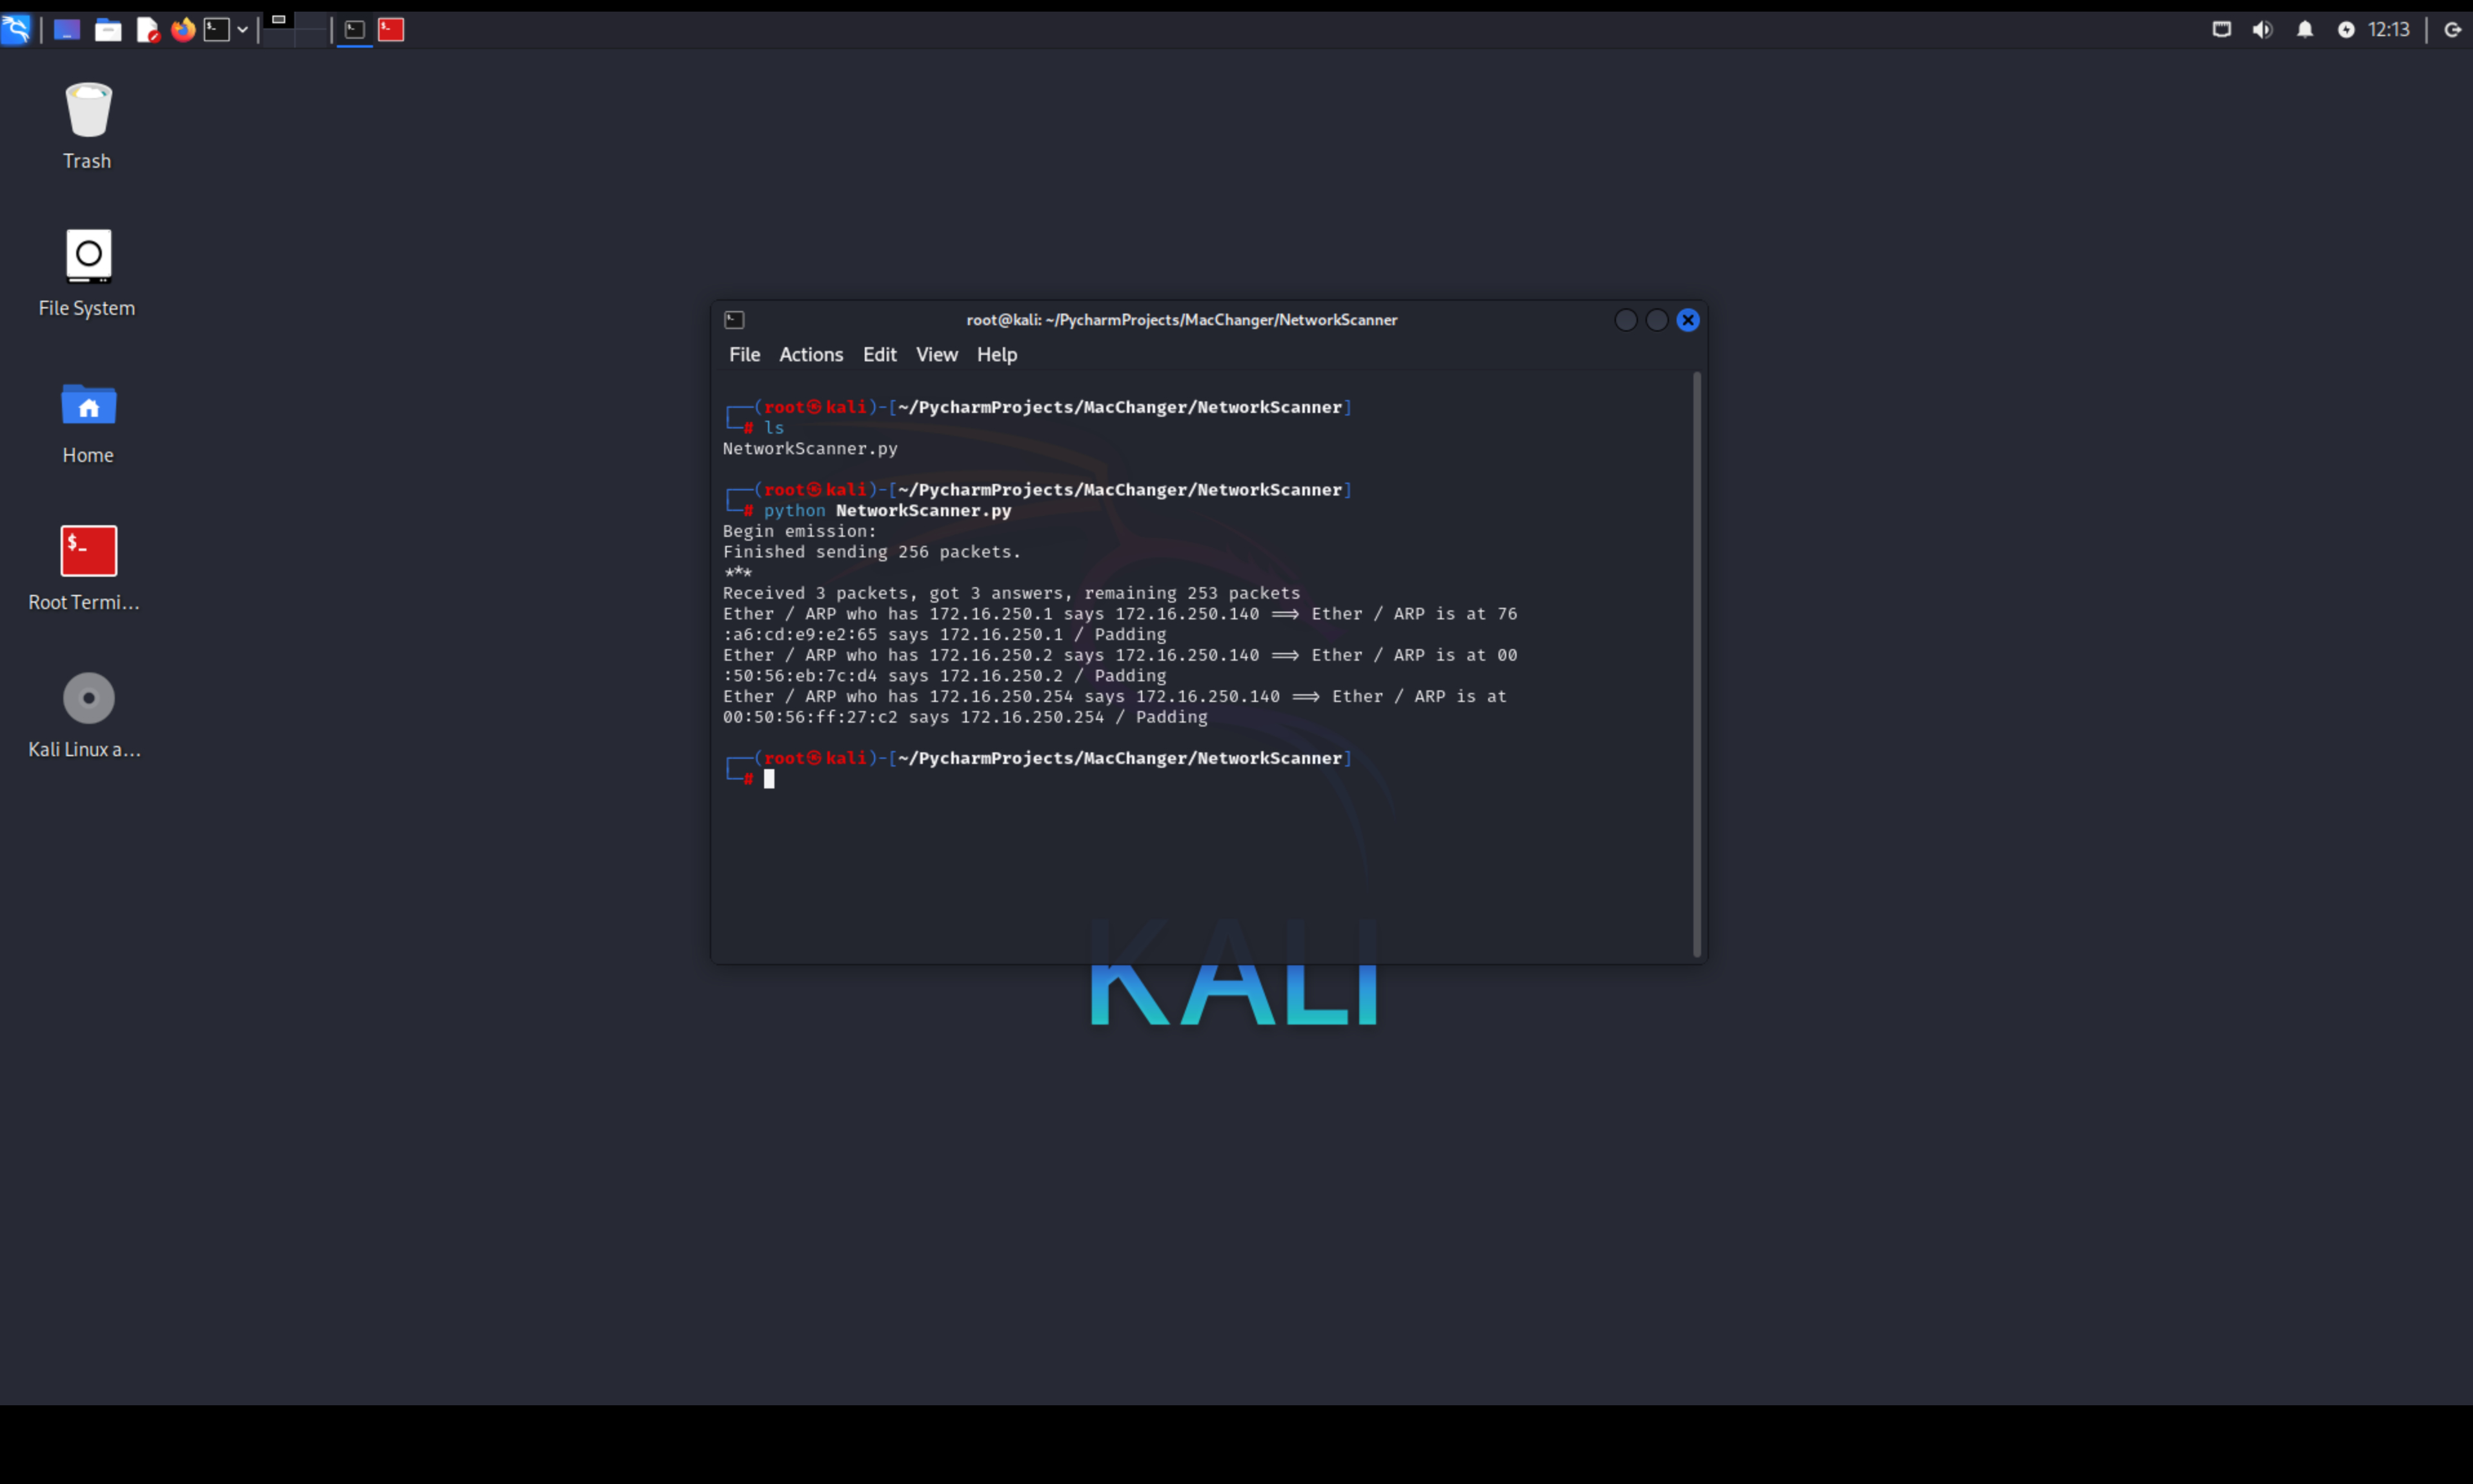 12:13
Trash
File System
Home
$_
Root Termi...
Kali Linux a...
root@kali: ~/PycharmProjects/MacChanger/NetworkScanner
File Actions Edit View Help
┌──(root㉿kali)-[~/PycharmProjects/MacChanger/NetworkScanner]
└─# ls
NetworkScanner.py
┌──(root㉿kali)-[~/PycharmProjects/MacChanger/NetworkScanner]
└─# python NetworkScanner.py
Begin emission:
Finished sending 256 packets.
***
Received 3 packets, got 3 answers, remaining 253 packets
Ether / ARP who has 172.16.250.1 says 172.16.250.140 ⟹ Ether / ARP is at 76
:a6:cd:e9:e2:65 says 172.16.250.1 / Padding
Ether / ARP who has 172.16.250.2 says 172.16.250.140 ⟹ Ether / ARP is at 00
:50:56:eb:7c:d4 says 172.16.250.2 / Padding
Ether / ARP who has 172.16.250.254 says 172.16.250.140 ⟹ Ether / ARP is at
00:50:56:ff:27:c2 says 172.16.250.254 / Padding
┌──(root㉿kali)-[~/PycharmProjects/MacChanger/NetworkScanner]
└─#
KALI